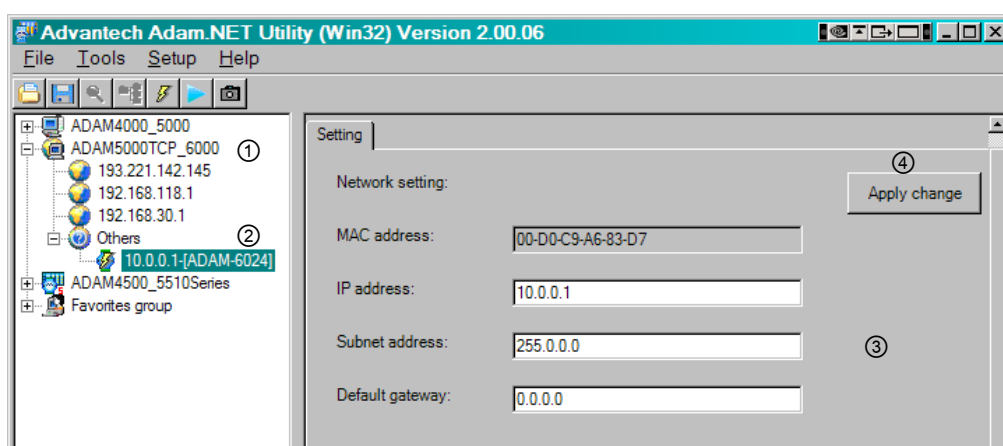 Advantech Adam.NET Utility (Win32) Version 2.00.06
File Tools Setup Help
ADAM4000_5000
ADAM5000TCP_6000 ①
193.221.142.145
192.168.118.1
192.168.30.1
Others ②
10.0.0.1-[ADAM-6024]
ADAM4500_5510Series
Favorites group
Setting
④
Network setting:
Apply change
MAC address: 00-D0-C9-A6-83-D7
IP address: 10.0.0.1
Subnet address: 255.0.0.0 ③
Default gateway: 0.0.0.0